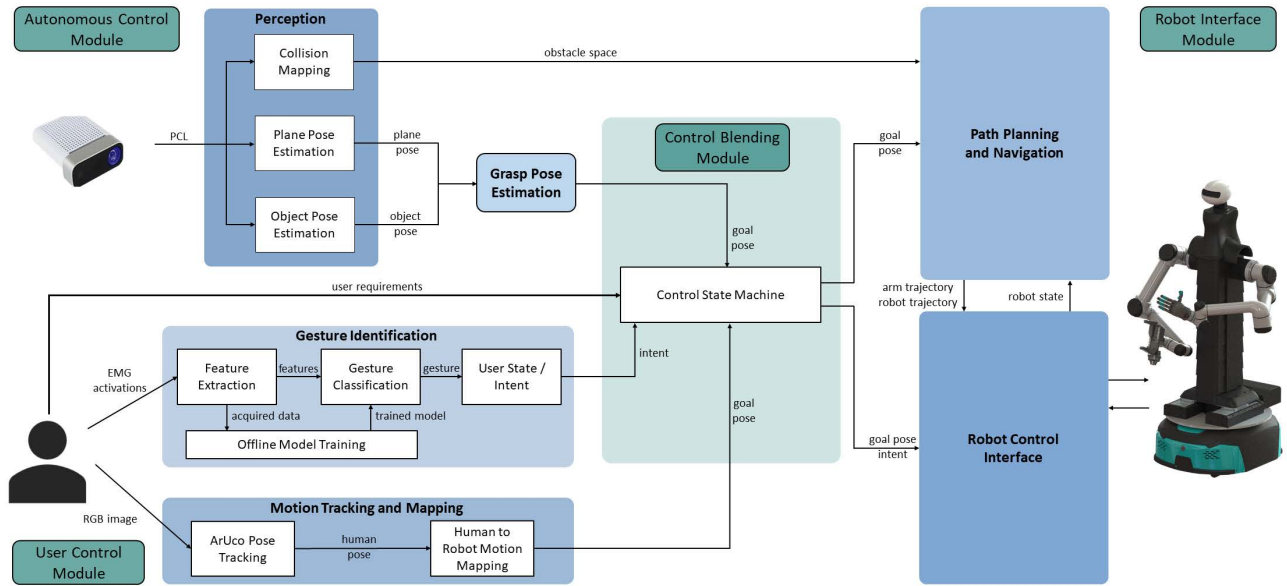 Autonomous Control
Module
Perception
Robot Interface
Module
Collision
Mapping
obstacle space
PCL
Plane Pose
Estimation
plane
pose
Object Pose
Estimation
object
pose
Grasp Pose
Estimation
Control Blending
Module
goal
pose
Path Planning
and Navigation
goal
pose
Control State Machine
user requirements
arm trajectory
robot trajectory
robot state
Gesture Identification
EMG
activations
Feature
Extraction
features
Gesture
Classification
gesture
User State /
Intent
intent
acquired data
trained model
Offline Model Training
goal
pose
goal pose
intent
Robot Control
Interface
Motion Tracking and Mapping
RGB image
ArUco Pose
Tracking
human
pose
Human to
Robot Motion
Mapping
User Control
Module